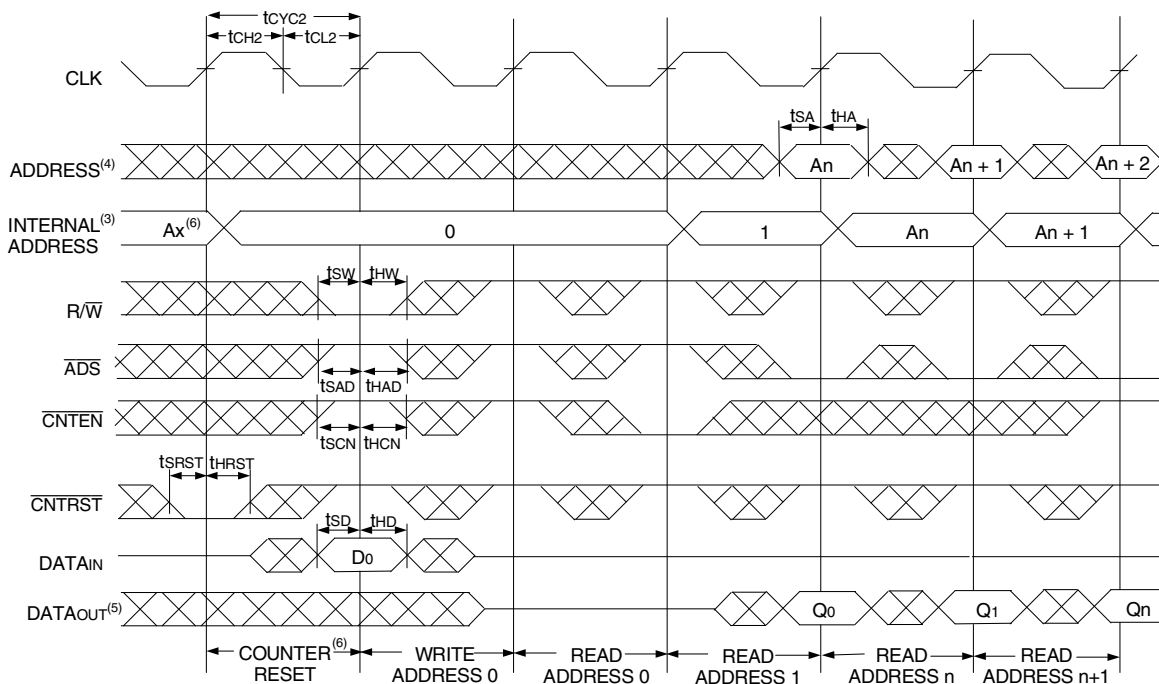 tCYC2
tCH2 tCL2
CLK
tSA tHA
ADDRESS(4) An An + 1 An + 2
INTERNAL(3) ADDRESS Ax(6) 0 1 An An + 1
tSW tHW
R/W
ADS
tSAD tHAD
CNTEN
tSCN tHCN
tSRST tHRST
CNTRST
tSD tHD
DATAIN D0
DATAOUT(5) Q0 Q1 Qn
COUNTER(6) RESET WRITE ADDRESS 0 READ ADDRESS 0 READ ADDRESS 1 READ ADDRESS n READ ADDRESS n+1